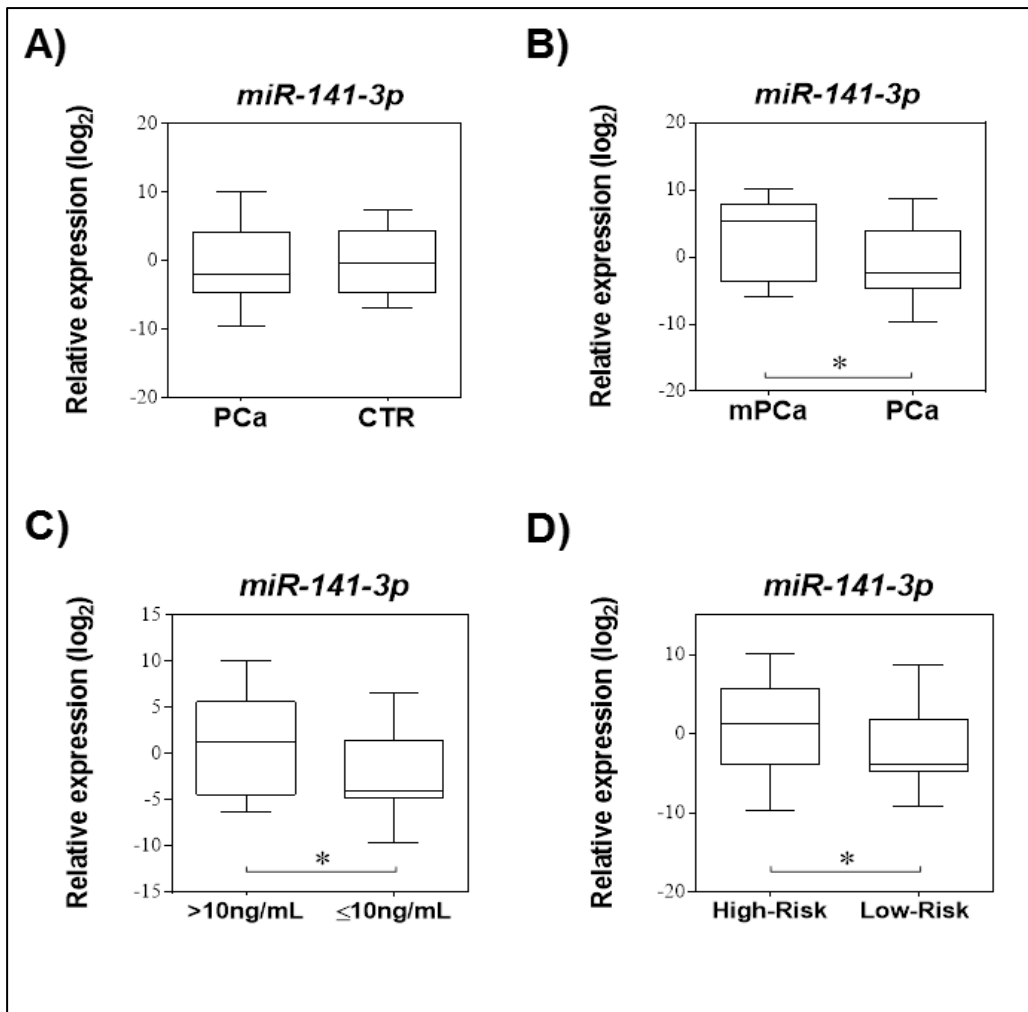 A)
miR-141-3p
Relative expression (log₂)
20
10
0
-10
-20
PCa CTR
B)
miR-141-3p
Relative expression (log₂)
20
10
0
-10
-20
*
mPCa PCa
C)
miR-141-3p
Relative expression (log₂)
15
10
5
0
-5
-10
-15
*
>10ng/mL ≤10ng/mL
D)
miR-141-3p
Relative expression (log₂)
10
0
-10
-20
*
High-Risk Low-Risk